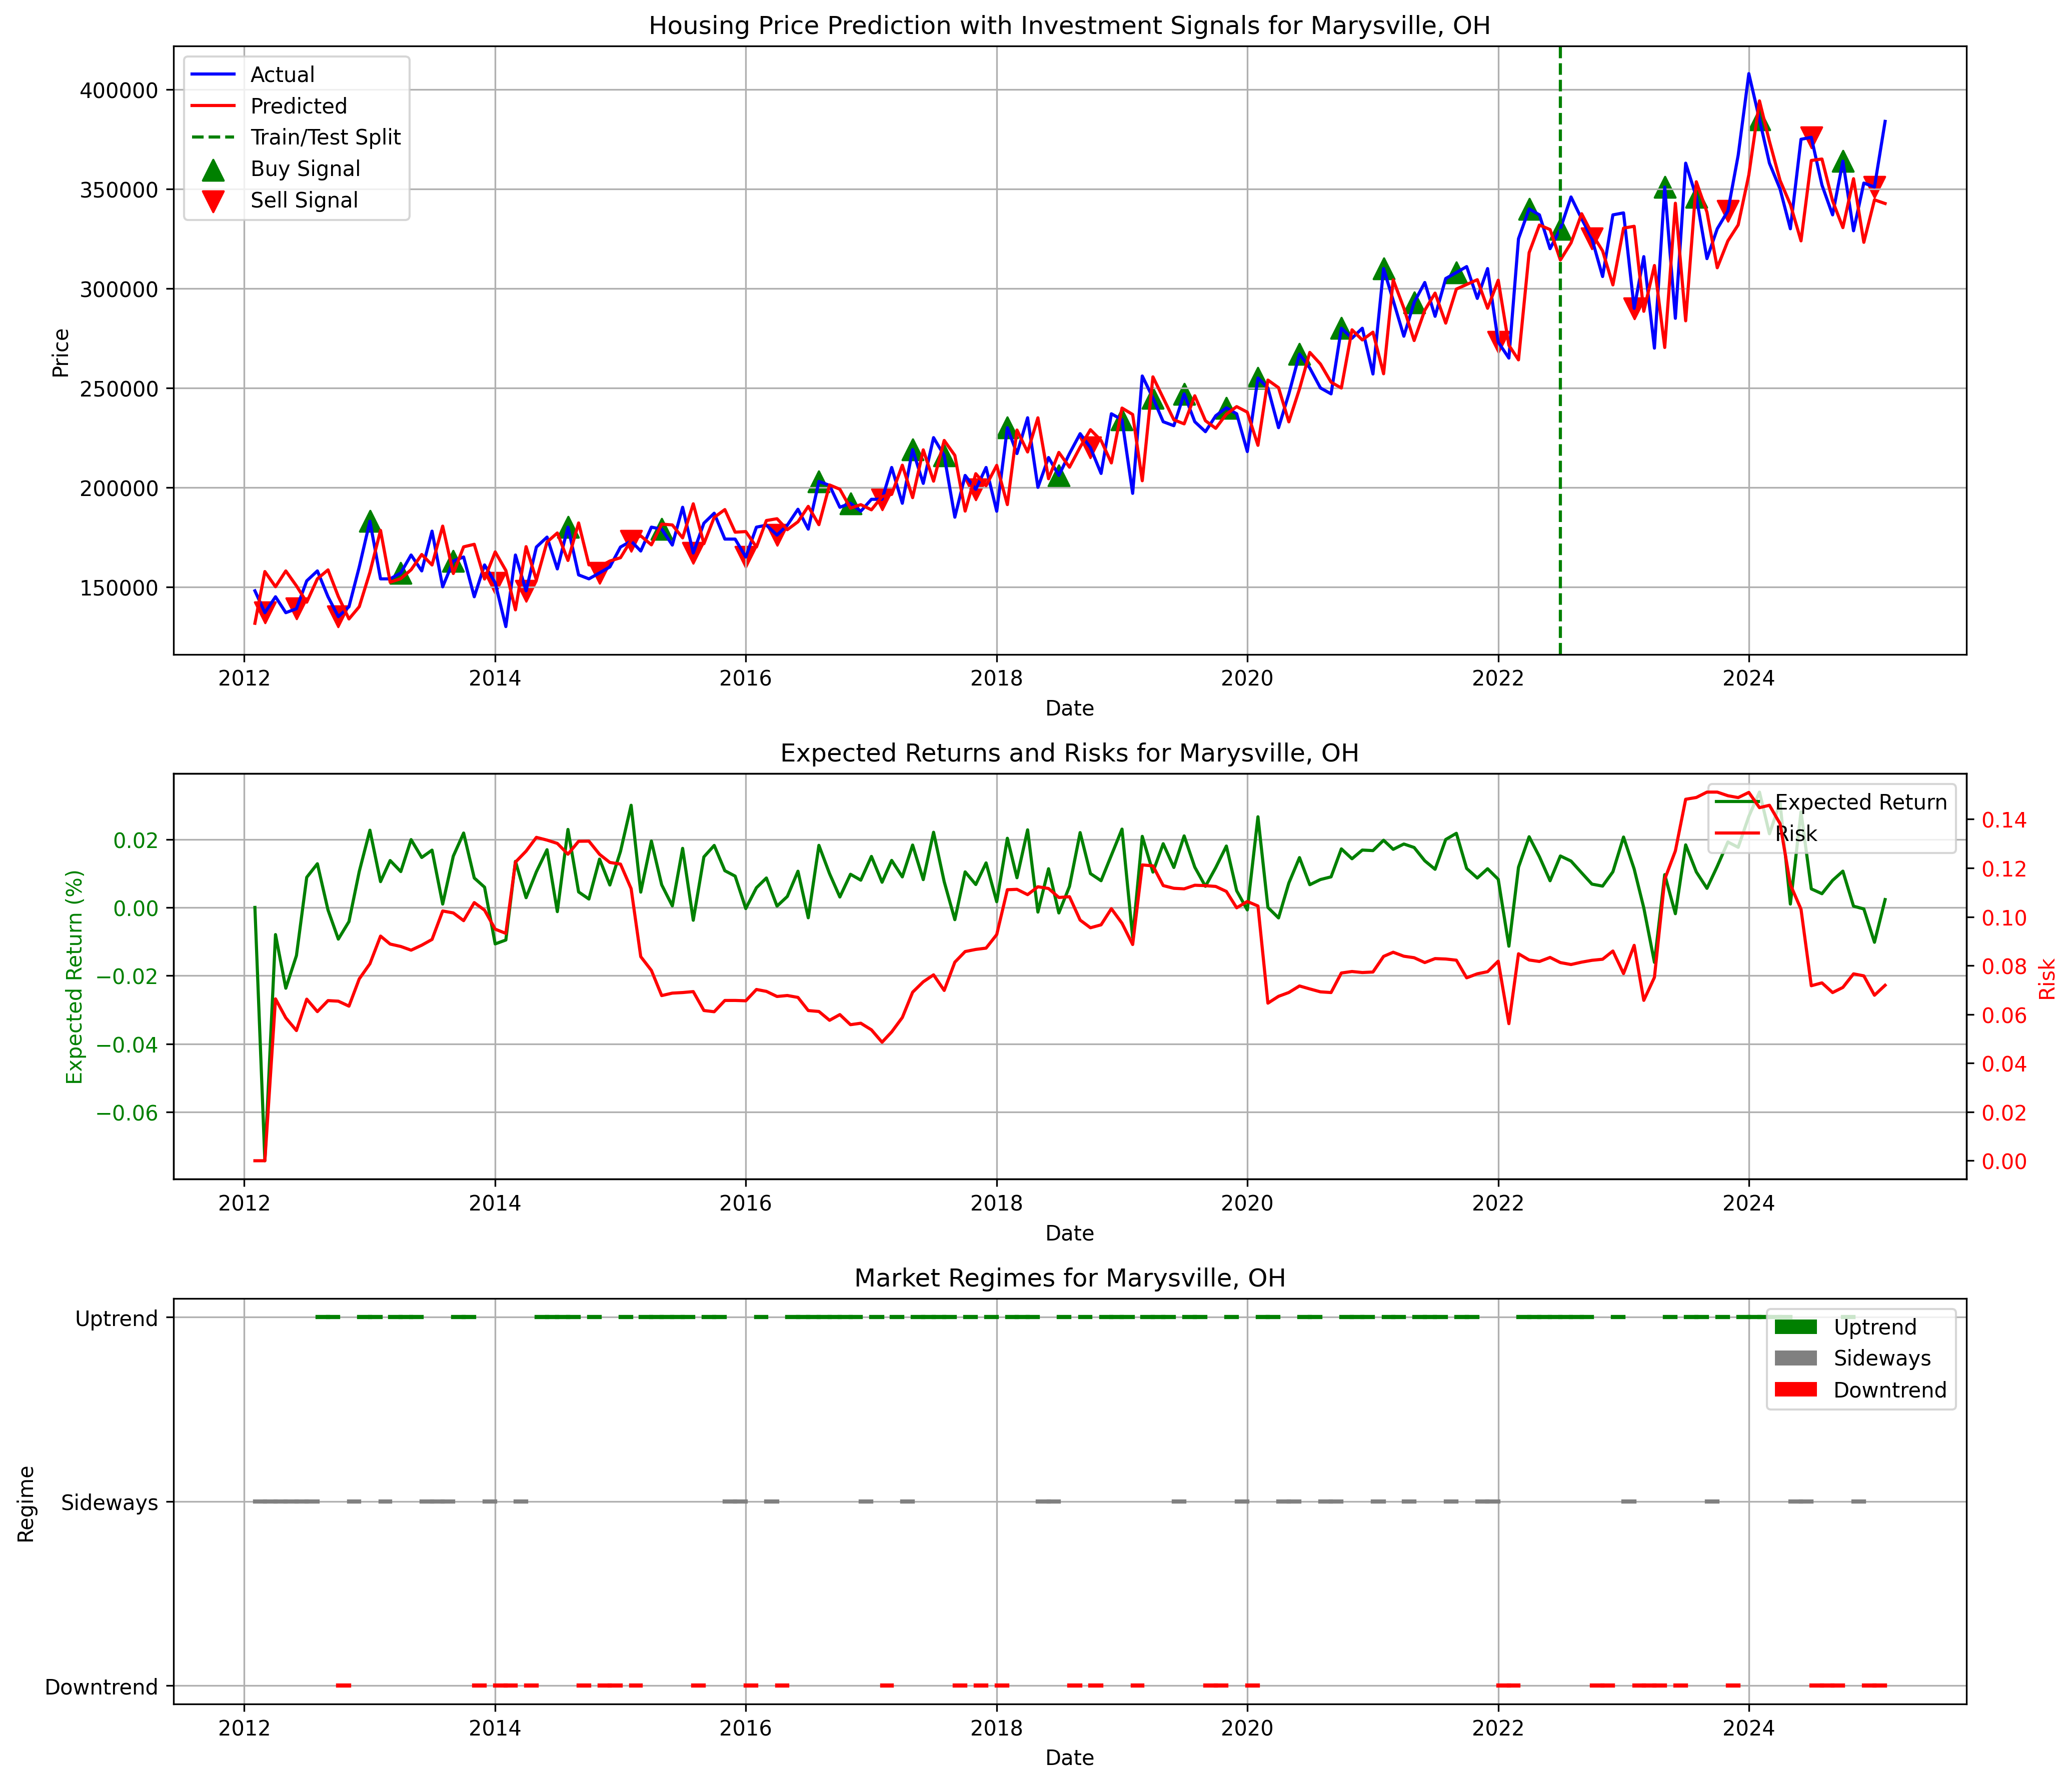 Housing Price Prediction with Investment Signals for Marysville, OH
Actual
Predicted
Train/Test Split
Buy Signal
Sell Signal
400000
350000
300000
250000
200000
150000
Price
2012 2014 2016 2018 2020 2022 2024
Date
Expected Returns and Risks for Marysville, OH
Expected Return
Risk
0.02
0.00
−0.02
−0.04
−0.06
Expected Return (%)
0.14
0.12
0.10
0.08
0.06
0.04
0.02
0.00
Risk
2012 2014 2016 2018 2020 2022 2024
Date
Market Regimes for Marysville, OH
Uptrend
Sideways
Downtrend
Uptrend
Sideways
Downtrend
Regime
2012 2014 2016 2018 2020 2022 2024
Date